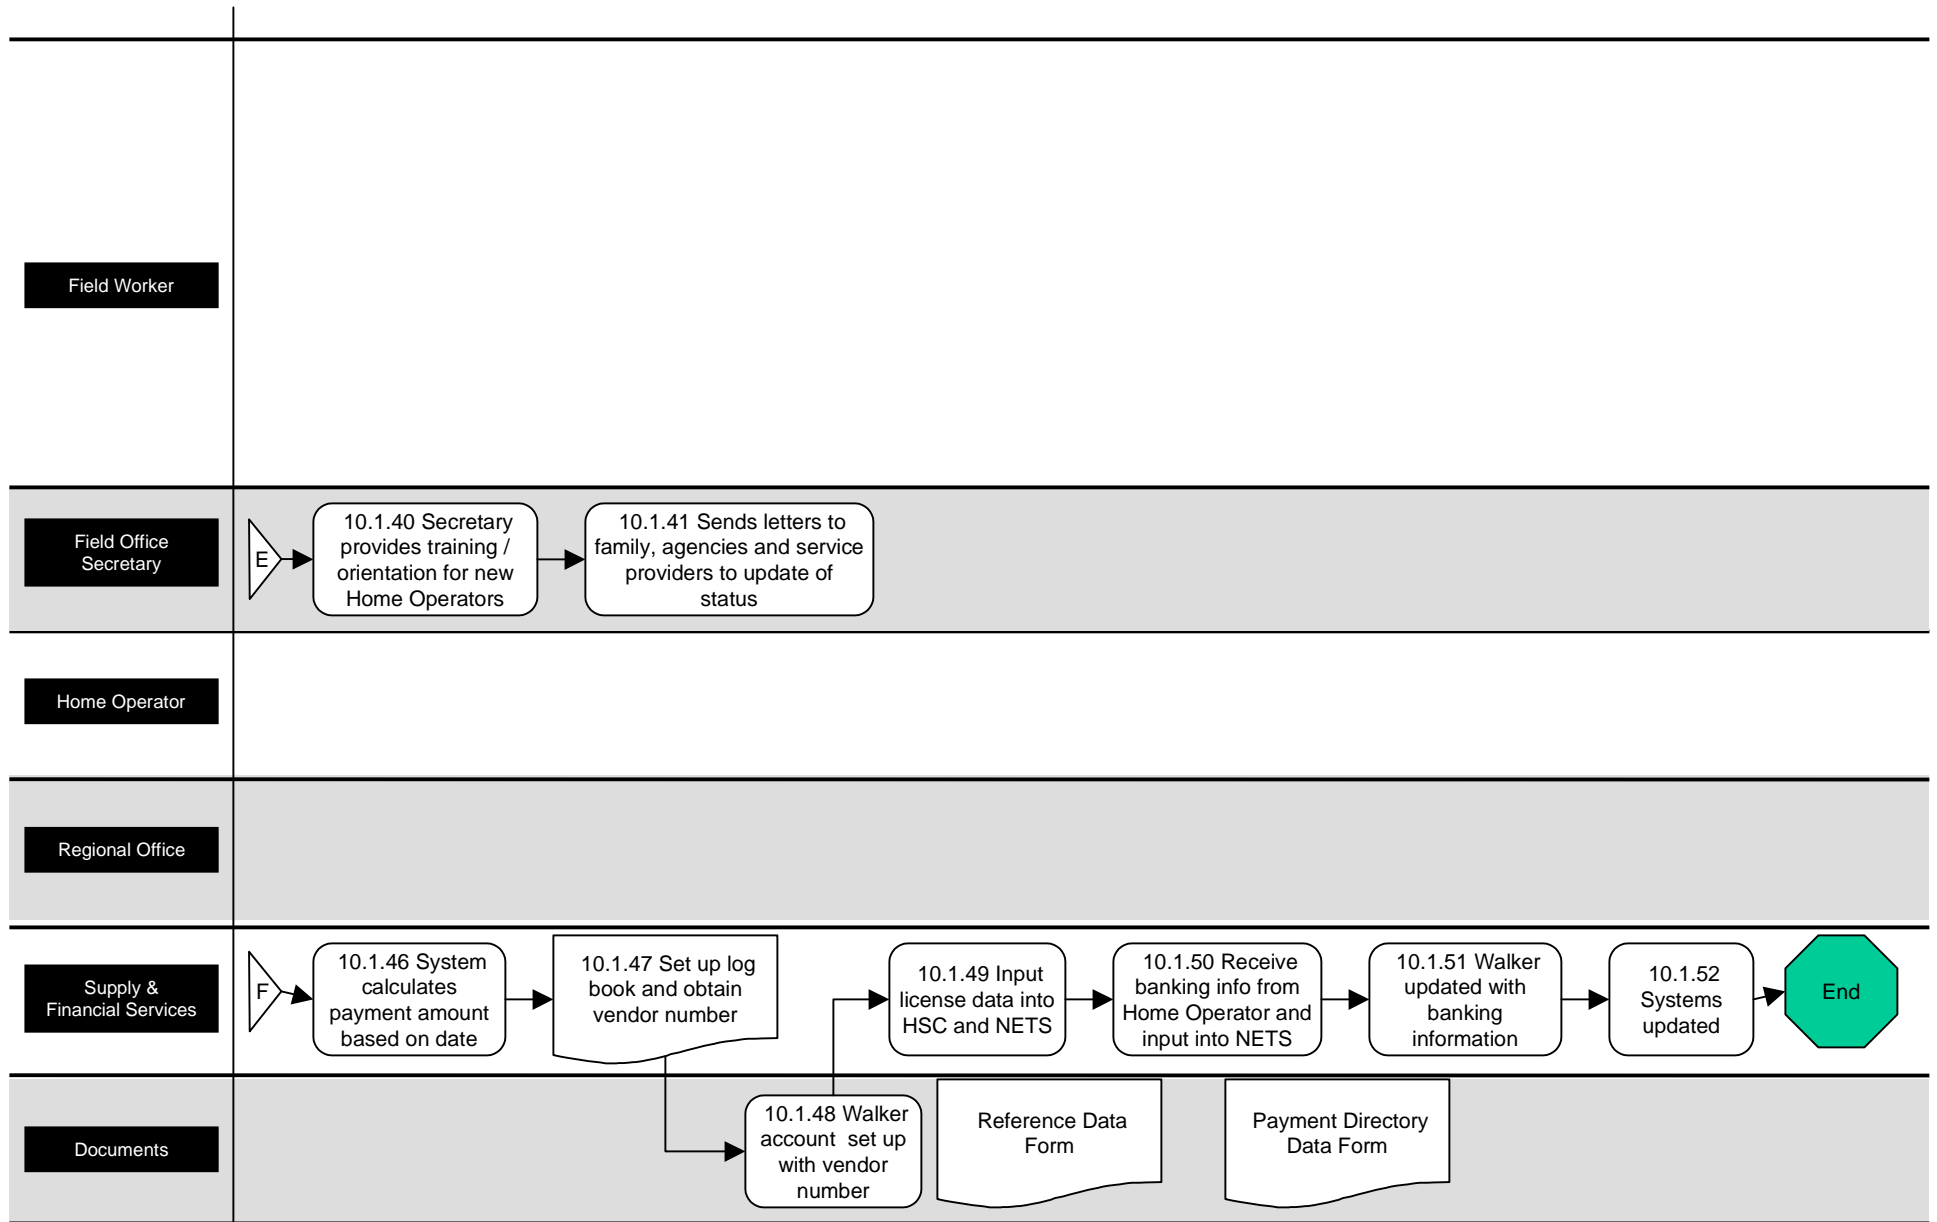 Field Worker
Field Office
Secretary
E
10.1.40 Secretary
provides training /
orientation for new
Home Operators
10.1.41 Sends letters to
family, agencies and service
providers to update of
status
Home Operator
Regional Office
Supply &
Financial Services
F
10.1.46 System
calculates
payment amount
based on date
10.1.47 Set up log
book and obtain
vendor number
10.1.49 Input
license data into
HSC and NETS
10.1.50 Receive
banking info from
Home Operator and
input into NETS
10.1.51 Walker
updated with
banking
information
10.1.52
Systems
updated
End
Documents
10.1.48 Walker
account set up
with vendor
number
Reference Data
Form
Payment Directory
Data Form